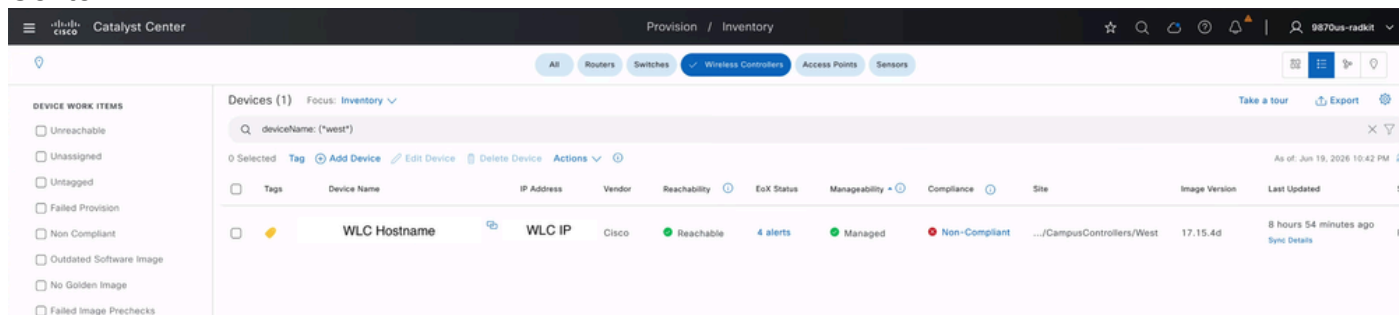 cisco Catalyst Center
Provision / Inventory
9870us-radkit
All Routers Switches Wireless Controllers Access Points Sensors
DEVICE WORK ITEMS
Unreachable
Unassigned
Untagged
Failed Provision
Non Compliant
Outdated Software Image
No Golden Image
Failed Image Prechecks
Devices (1) Focus: Inventory
Take a tour Export
deviceName: (*west*)
0 Selected Tag Add Device Edit Device Delete Device Actions
As of: Jun 19, 2026 10:42 PM
Tags Device Name IP Address Vendor Reachability EoX Status Manageability Compliance Site Image Version Last Updated
WLC Hostname WLC IP Cisco Reachable 4 alerts Managed Non-Compliant .../CampusControllers/West 17.15.4d 8 hours 54 minutes ago
Sync Details